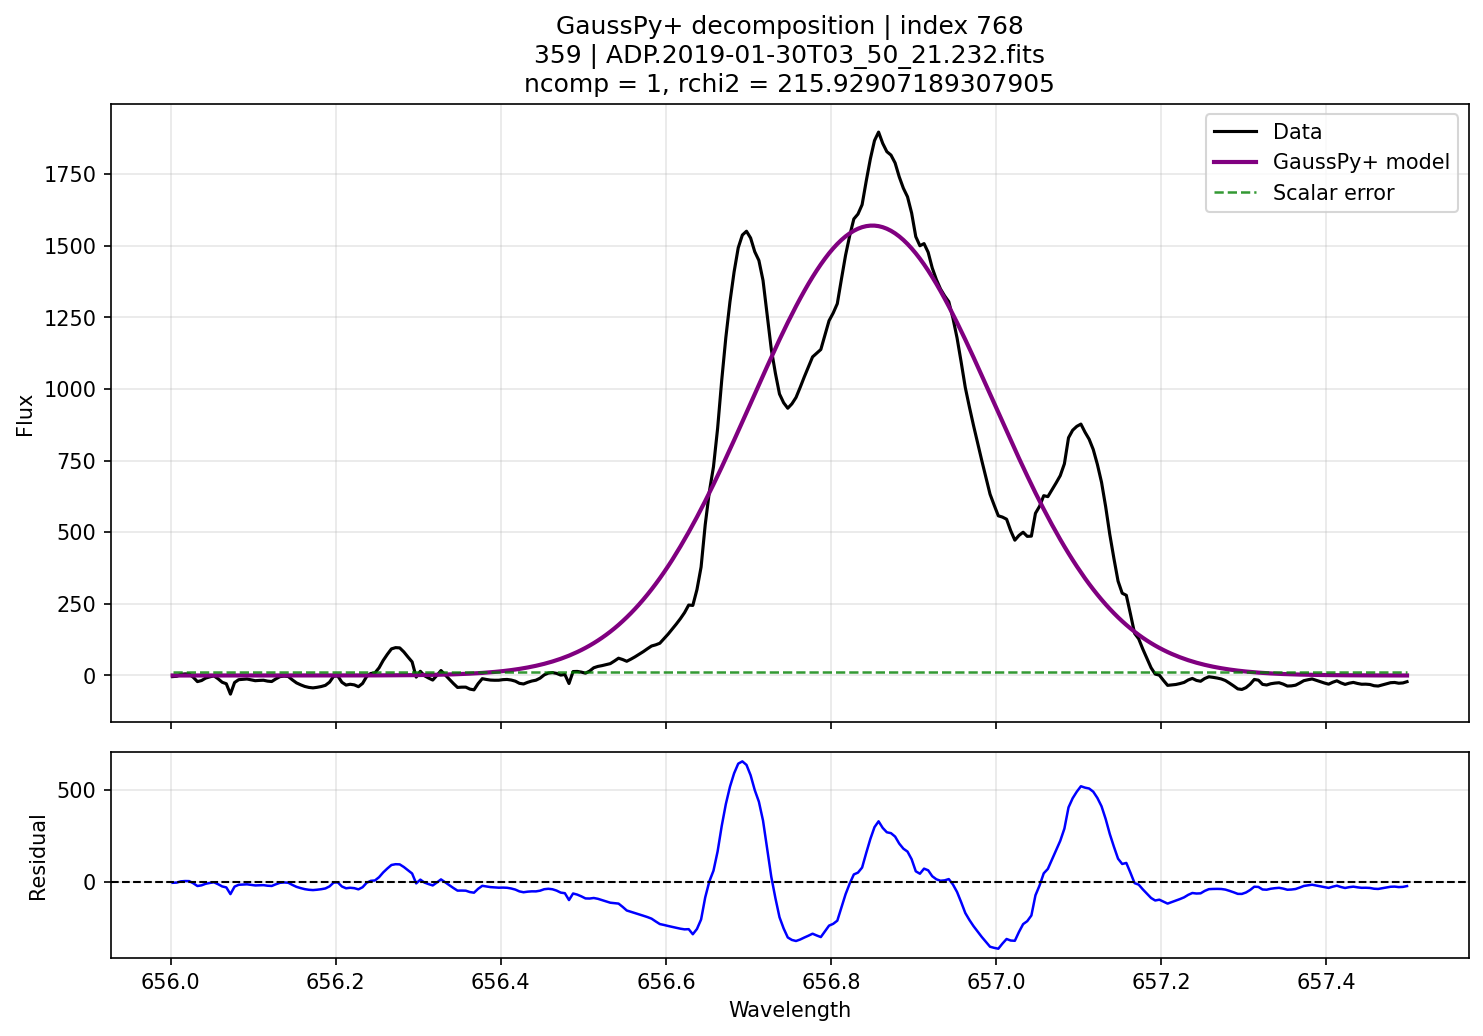 GaussPy+ decomposition | index 768
359 | ADP.2019-01-30T03_50_21.232.fits
ncomp = 1, rchi2 = 215.92907189307905
Data
GaussPy+ model
Scalar error
1750
1500
1250
1000
750
500
250
0
Flux
500
0
Residual
656.0 656.2 656.4 656.6 656.8 657.0 657.2 657.4
Wavelength